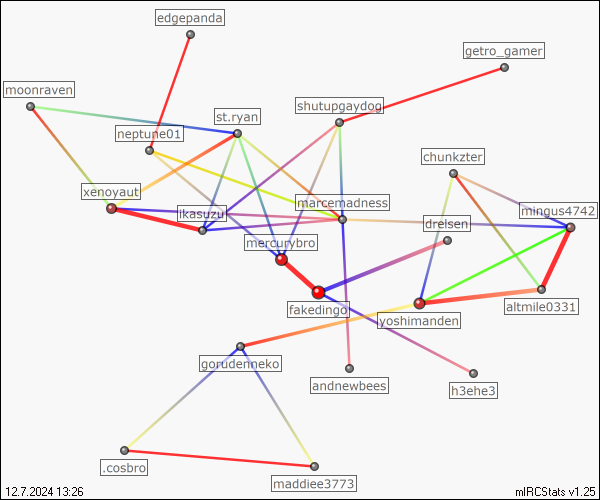 edgepanda
getro_gamer
moonraven
shutupgaydog
st.ryan
neptune01
chunkzter
xenoyaut
ikasuzu
marcemadness
mingus4742
dreisen
mercurybro
fakedingo
yoshimanden
altmile0331
gorudenneko
andnewbees
h3ehe3
.cosbro
maddiee3773
12.7.2024 13:26
mIRCStats v1.25